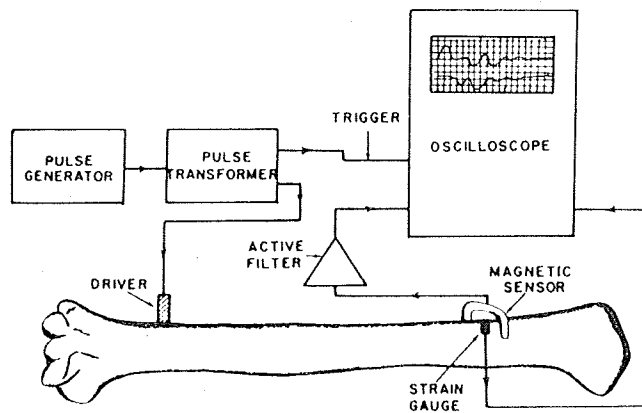 TRIGGER
OSCILLOSCOPE
PULSE
GENERATOR
PULSE
TRANSFORMER
ACTIVE
FILTER
DRIVER
MAGNETIC
SENSOR
STRAIN
GAUGE